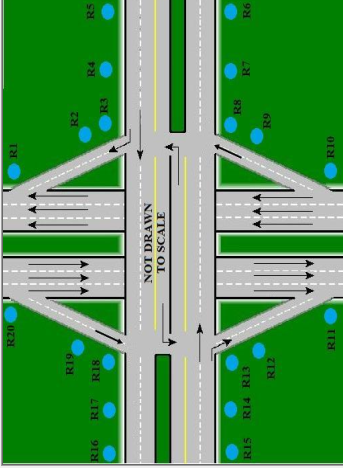 R5
R6
R4
R7
R3
R8
R2
R9
R1
R10
NOT DRAWN
TO SCALE
R20
R11
R19
R12
R18
R13
R17
R14
R16
R15